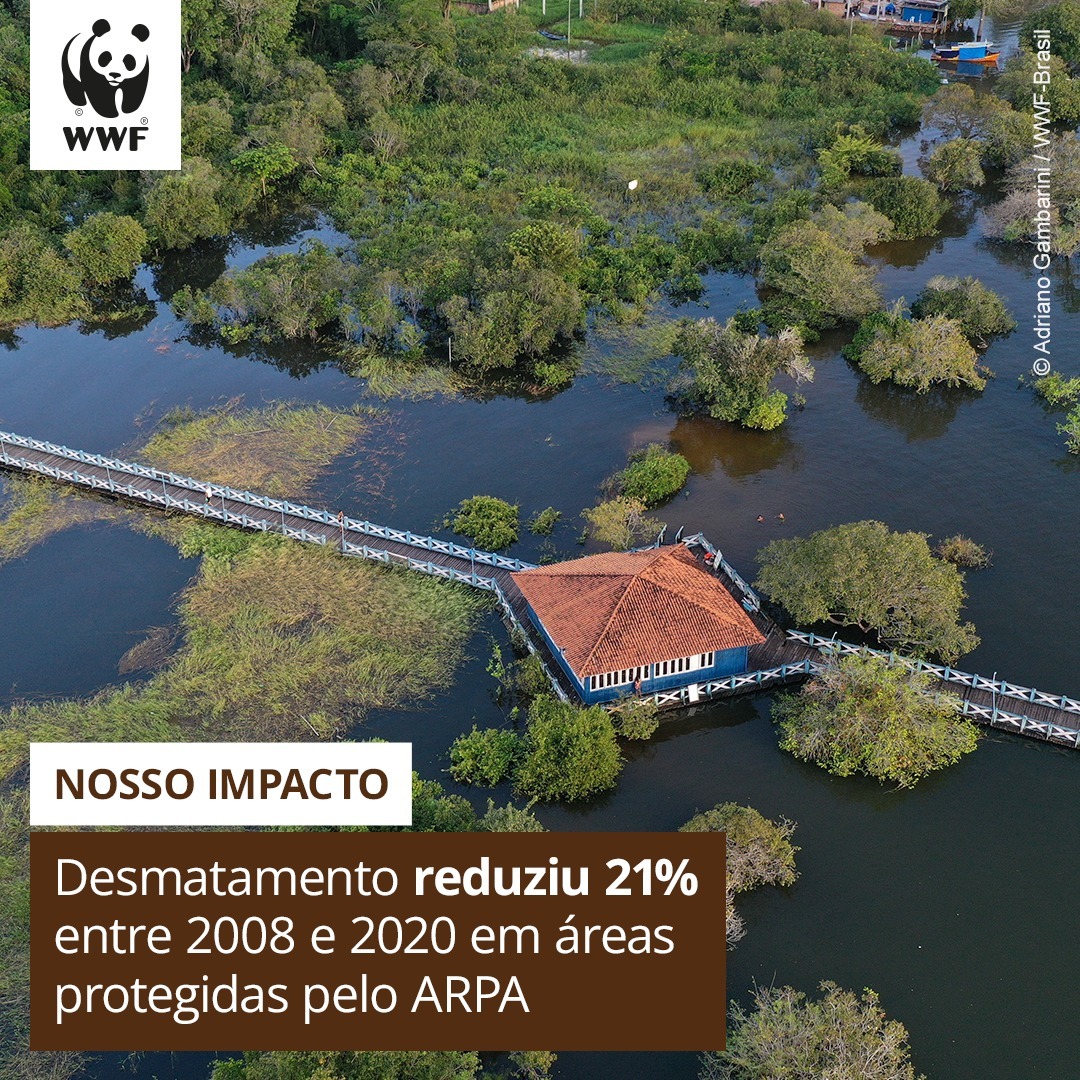 ©
®
WWF
© Adriano Gambarini / WWF-Brasil
NOSSO IMPACTO
Desmatamento reduziu 21%
entre 2008 e 2020 em áreas
protegidas pelo ARPA